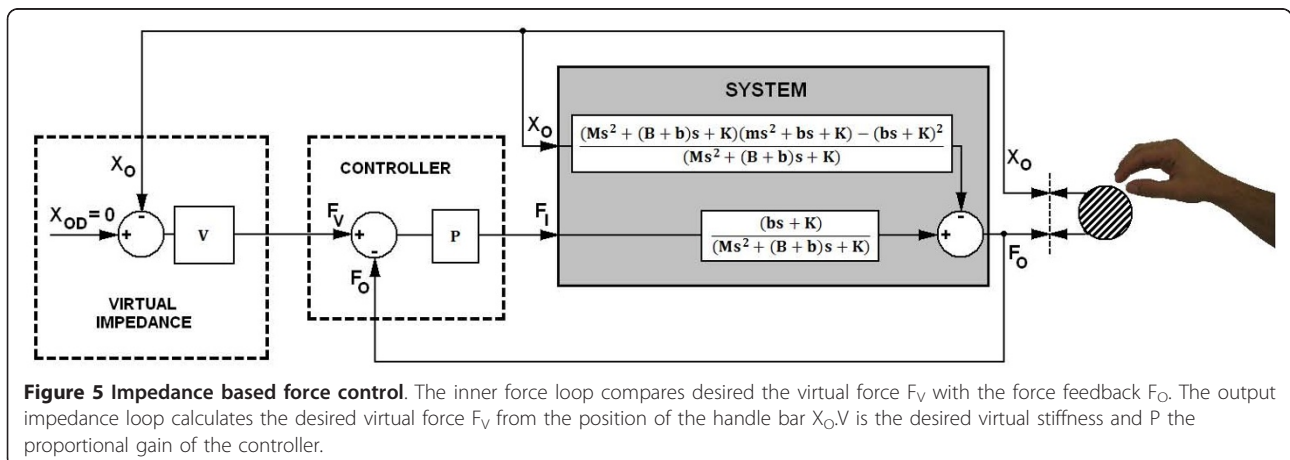 SYSTEM
X_O
(Ms² + (B + b)s + K)(ms² + bs + K) − (bs + K)²
(Ms² + (B + b)s + K)
CONTROLLER
X_O
X_O
X_OD = 0
-
+
V
F_V
+
-
P
F_I
(bs + K)
(Ms² + (B + b)s + K)
-
+
F_O
F_O
VIRTUAL
IMPEDANCE
Figure 5 Impedance based force control. The inner force loop compares desired the virtual force F_V with the force feedback F_O. The output
impedance loop calculates the desired virtual force F_V from the position of the handle bar X_O.V is the desired virtual stiffness and P the
proportional gain of the controller.